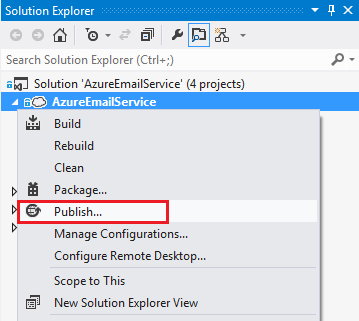 Solution Explorer
Search Solution Explorer (Ctrl+;)
Solution 'AzureEmailService' (4 projects)
AzureEmailService
Build
Rebuild
Clean
Package...
Publish...
Manage Configurations...
Configure Remote Desktop...
Scope to This
New Solution Explorer View